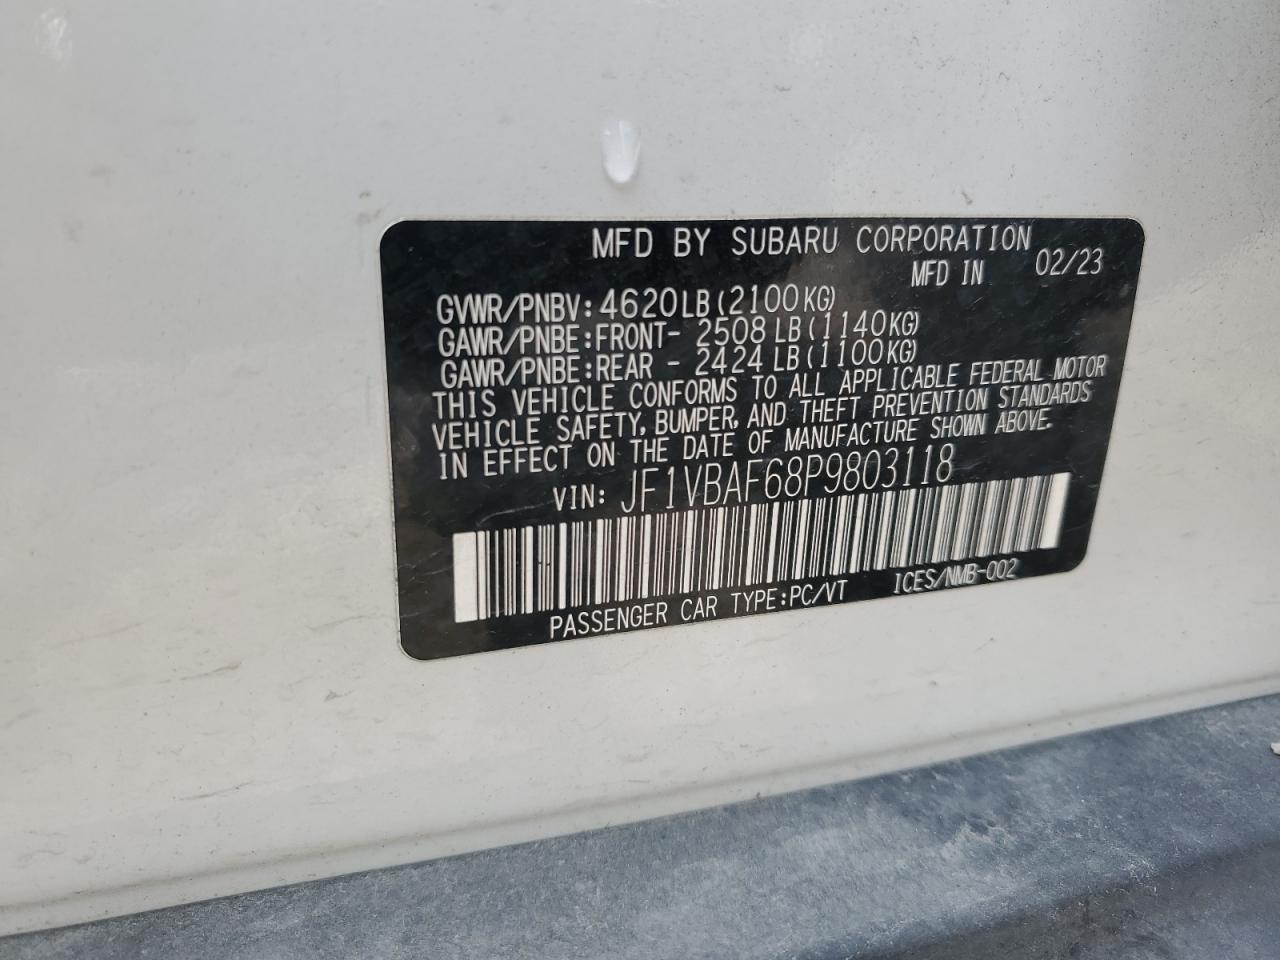 MFD BY SUBARU CORPORATION
MFD IN 02/23
GVWR/PNBV: 4620LB (2100KG)
GAWR/PNBE:FRONT- 2508 LB (1140KG)
GAWR/PNBE:REAR - 2424 LB (1100KG)
THIS VEHICLE CONFORMS TO ALL APPLICABLE FEDERAL MOTOR
VEHICLE SAFETY, BUMPER, AND THEFT PREVENTION STANDARDS
IN EFFECT ON THE DATE OF MANUFACTURE SHOWN ABOVE.
VIN: JF1VBAF68P9803118
PASSENGER CAR TYPE:PC/VT ICES/NMB-002